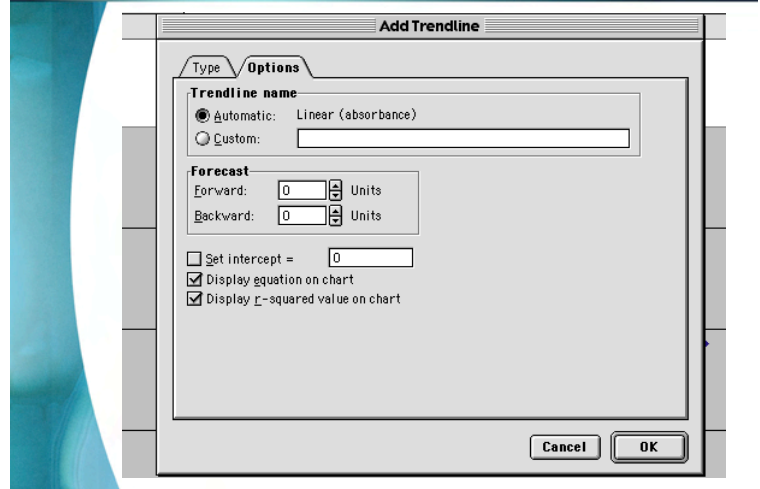 Add Trendline
Type Options
Trendline name
Automatic: Linear (absorbance)
Custom:
Forecast
Forward: 0 Units
Backward: 0 Units
Set intercept = 0
Display equation on chart
Display r-squared value on chart
Cancel OK